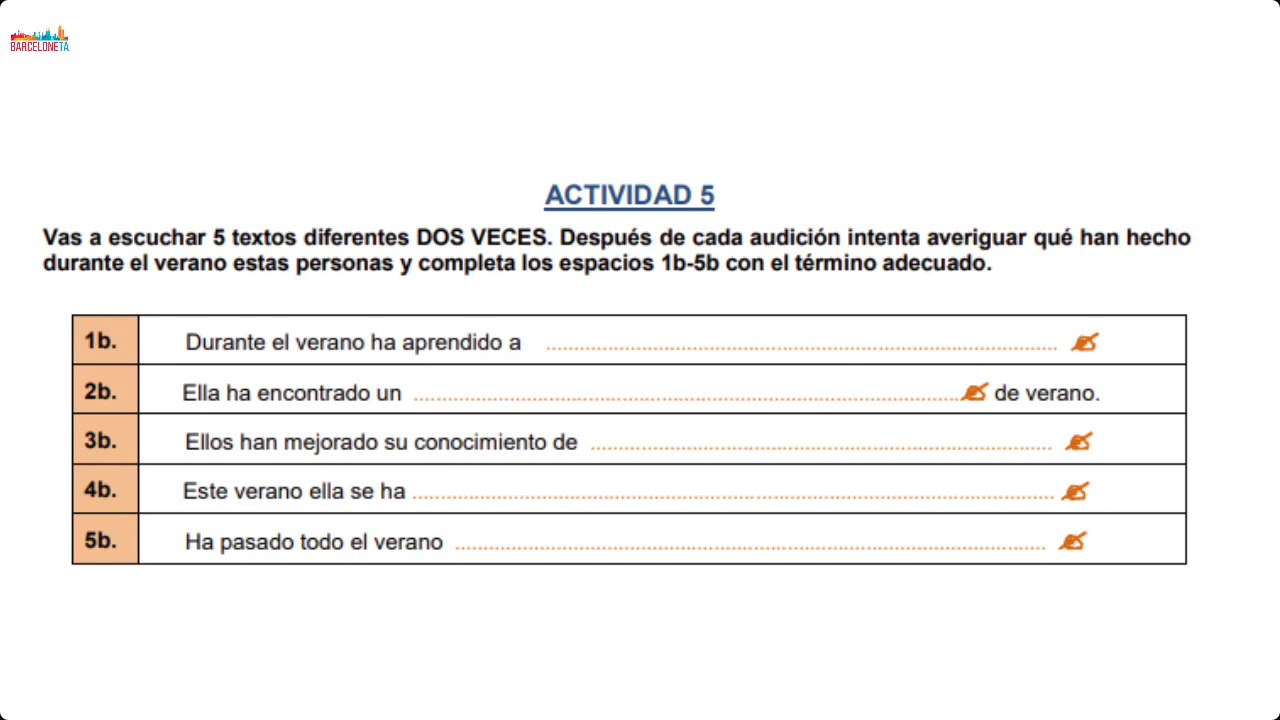 BARCELONETA
ACTIVIDAD 5
Vas a escuchar 5 textos diferentes DOS VECES. Después de cada audición intenta averiguar qué han hecho
durante el verano estas personas y completa los espacios 1b-5b con el término adecuado.
1b. Durante el verano ha aprendido a ........................................................................................
2b. Ella ha encontrado un ........................................................................................ de verano.
3b. Ellos han mejorado su conocimiento de ........................................................................................
4b. Este verano ella se ha ........................................................................................
5b. Ha pasado todo el verano ........................................................................................